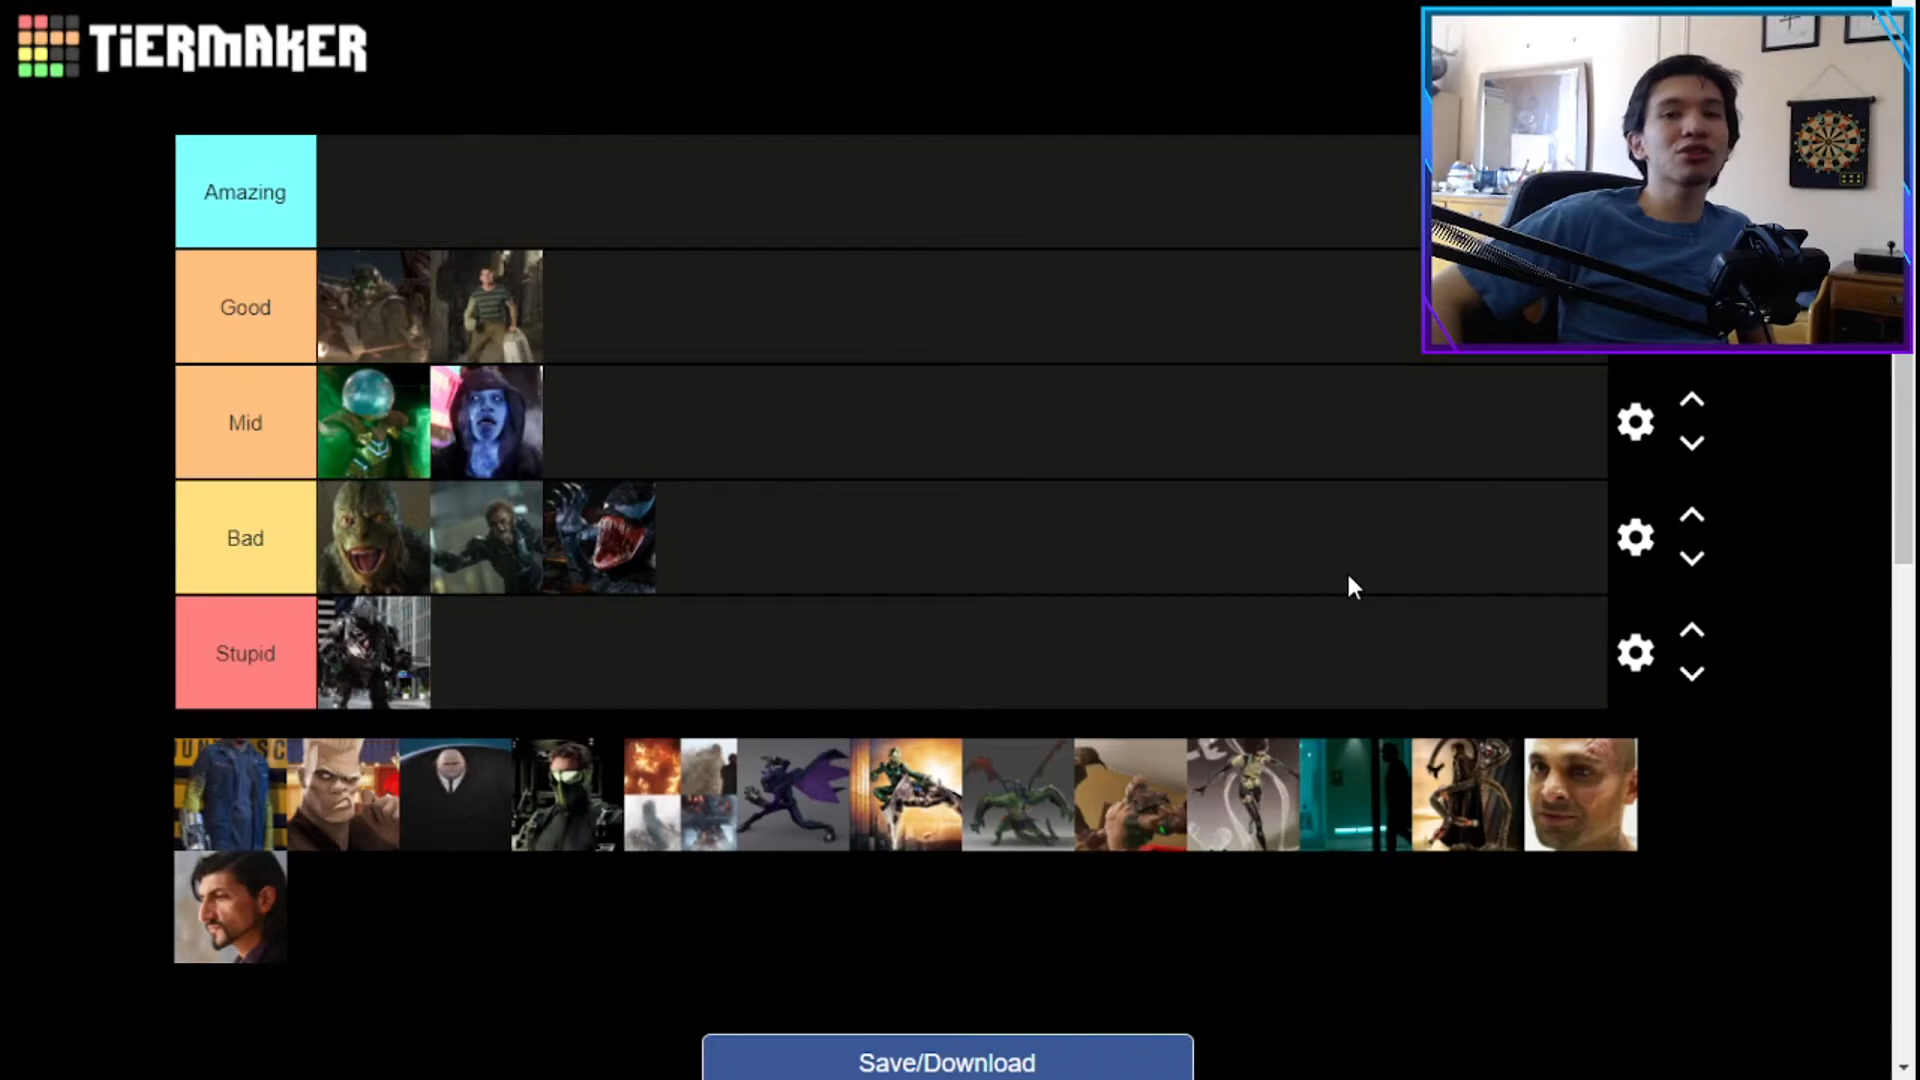 TiERMAKER
Amazing
Good
Mid
Bad
Stupid
Save/Download